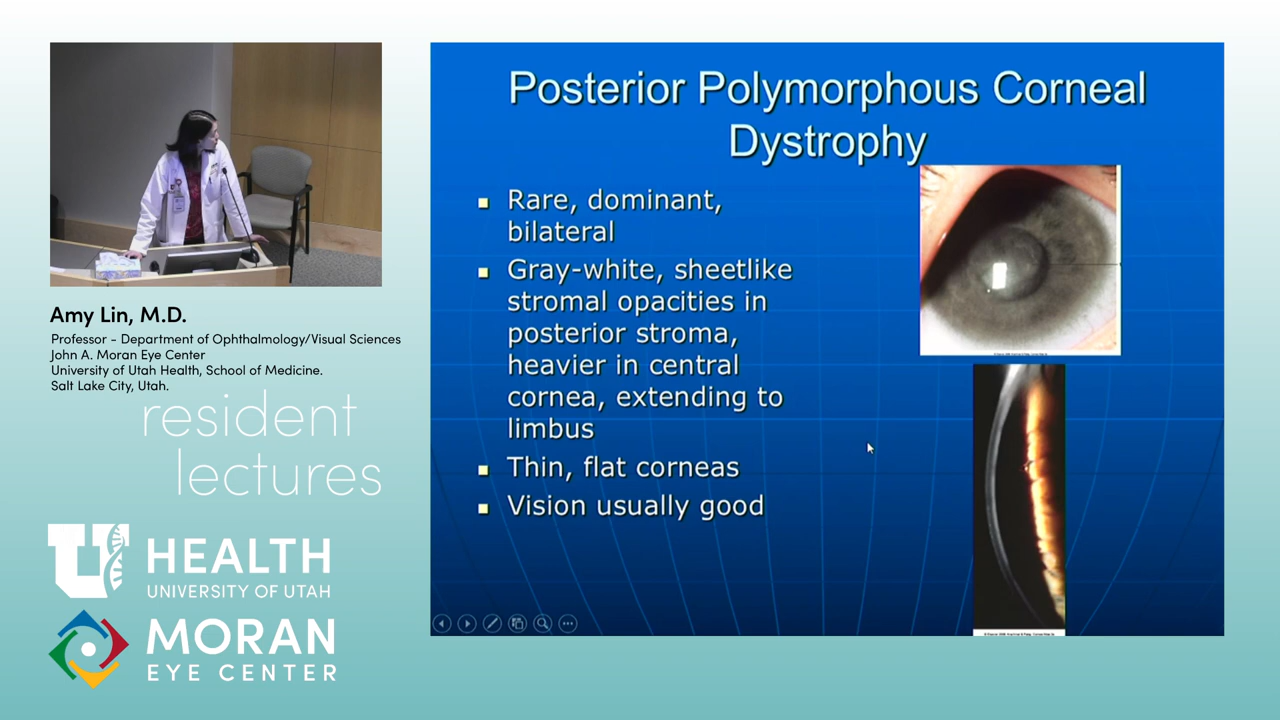 Posterior Polymorphous Corneal
Dystrophy
Rare, dominant,
bilateral
Gray-white, sheetlike
stromal opacities in
posterior stroma,
heavier in central
cornea, extending to
limbus
Thin, flat corneas
Vision usually good
Amy Lin, M.D.
Professor - Department of Ophthalmology/Visual Sciences
John A. Moran Eye Center
University of Utah Health, School of Medicine.
Salt Lake City, Utah.
resident
lectures
U HEALTH
UNIVERSITY OF UTAH
MORAN
EYE CENTER